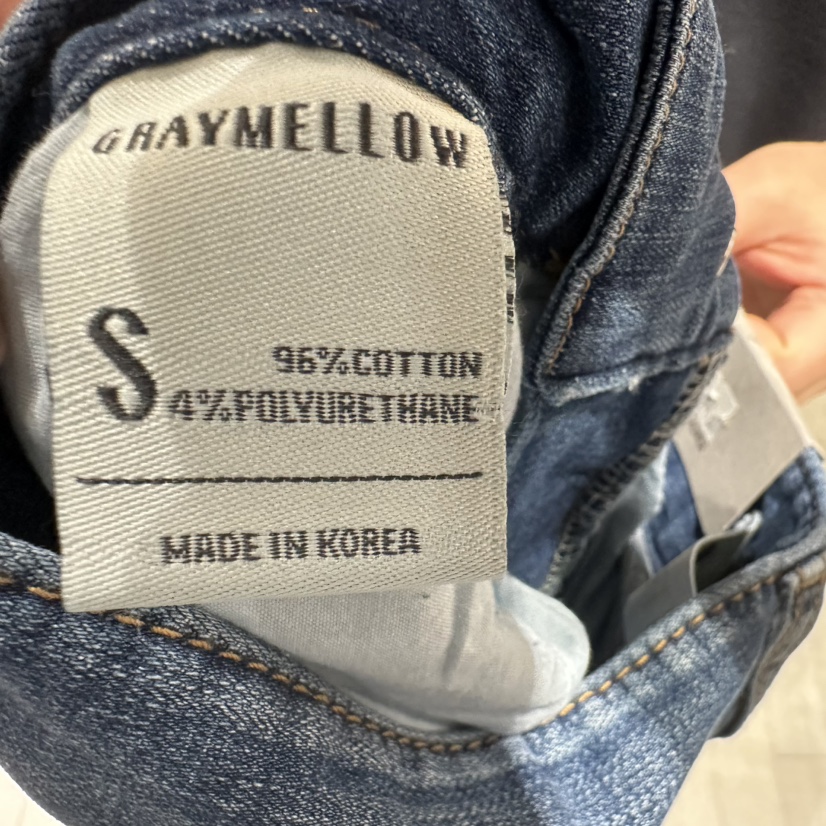 GRAYMELLOW
S
96%COTTON
4%POLYURETHANE
MADE IN KOREA